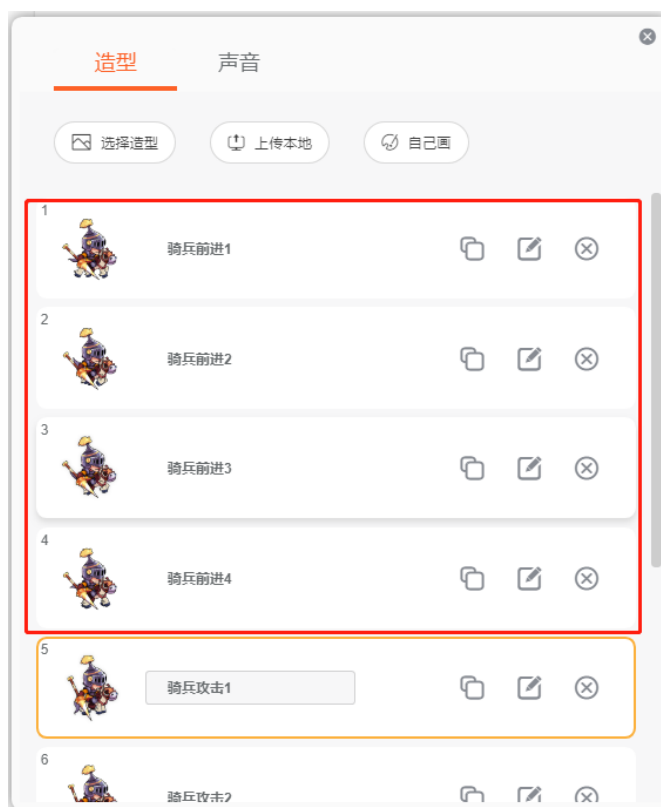 造型 声音
选择造型 上传本地 自己画
1
骑兵前进1
2
骑兵前进2
3
骑兵前进3
4
骑兵前进4
5
骑兵攻击1
6
骑兵攻击2